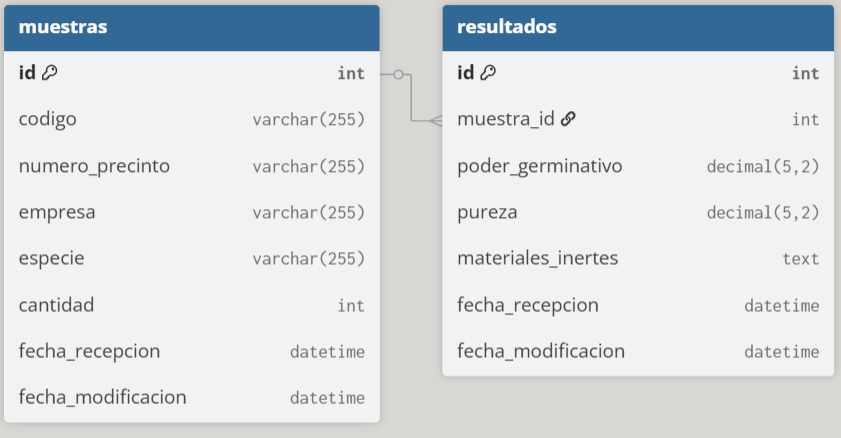 muestras
id int
codigo varchar(255)
numero_precinto varchar(255)
empresa varchar(255)
especie varchar(255)
cantidad int
fecha_recepcion datetime
fecha_modificacion datetime
resultados
id int
muestra_id int
poder_germinativo decimal(5,2)
pureza decimal(5,2)
materiales_inertes text
fecha_recepcion datetime
fecha_modificacion datetime